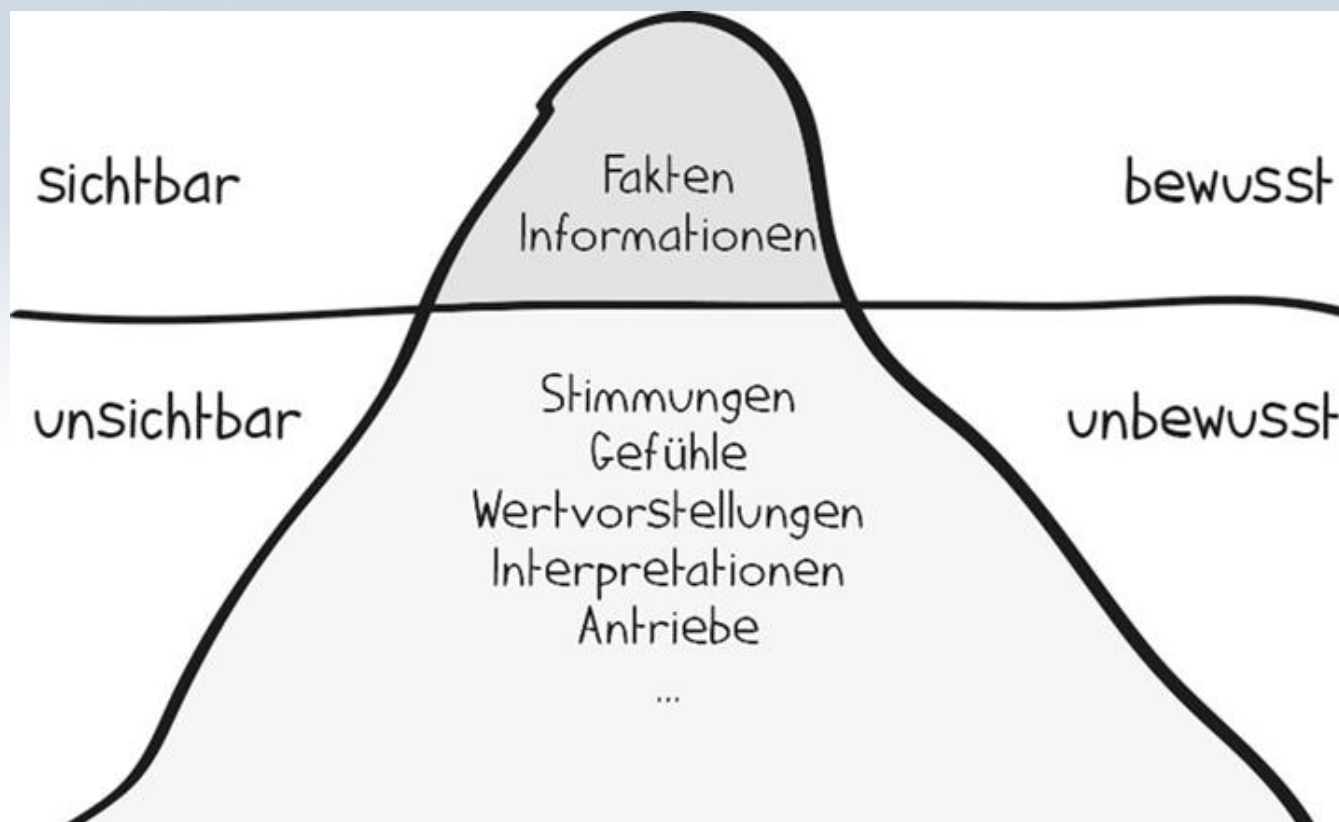 sichtbar
bewusst
Fakten
Informationen
unsichtbar
unbewusst
Stimmungen
Gefühle
Wertvorstellungen
Interpretationen
Antriebe
...